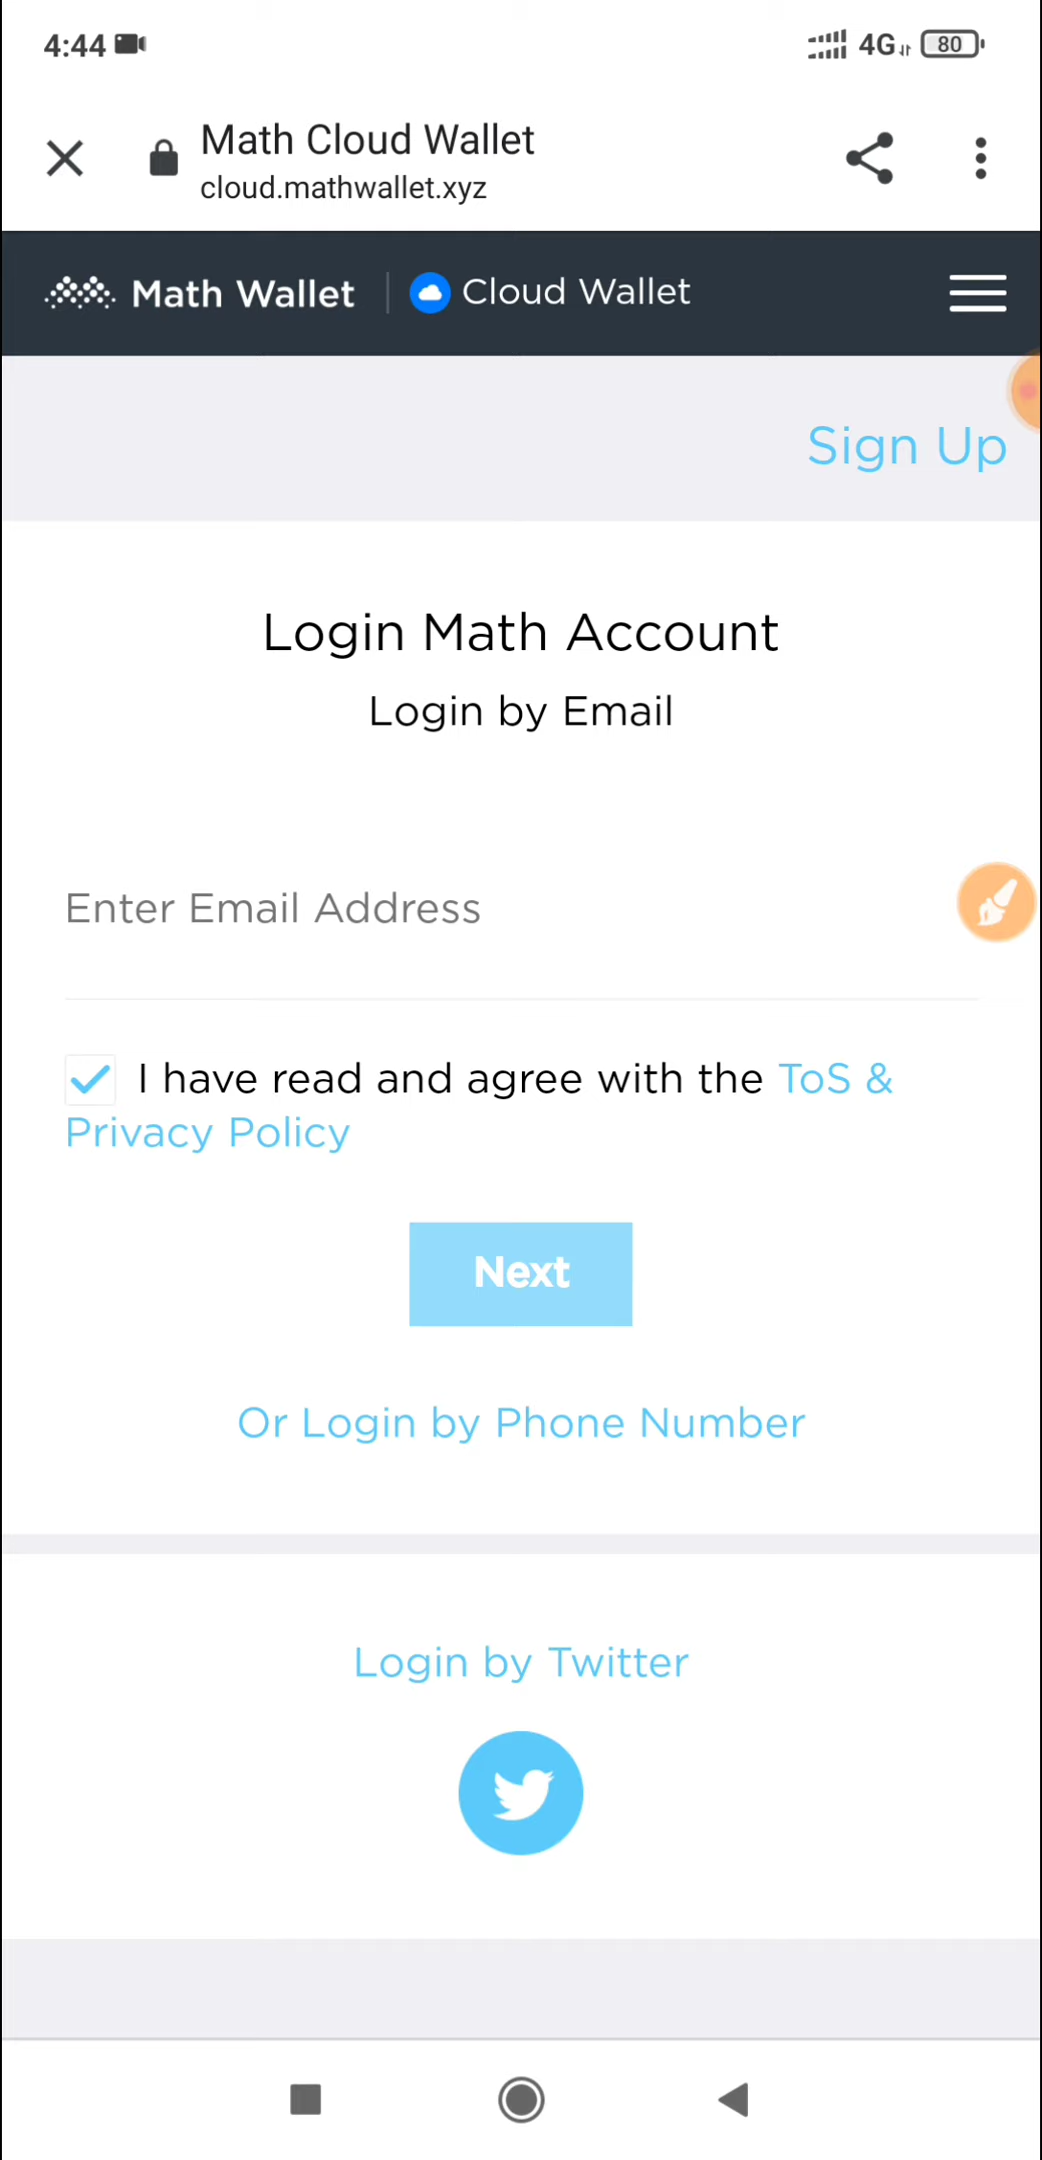 4:44 4G 80
Math Cloud Wallet
cloud.mathwallet.xyz
Math Wallet Cloud Wallet
Sign Up
Login Math Account
Login by Email
Enter Email Address
I have read and agree with the ToS &
Privacy Policy
Next
Or Login by Phone Number
Login by Twitter